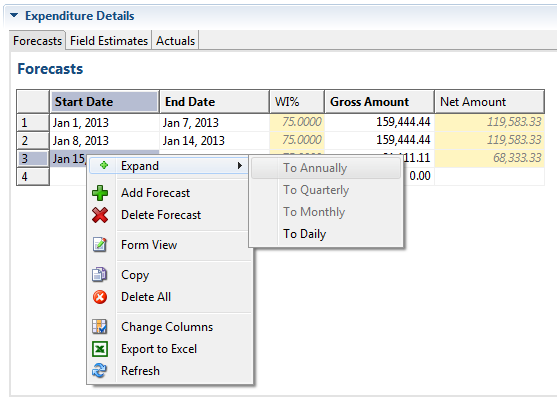 Expenditure Details
Forecasts Field Estimates Actuals
Forecasts
Start Date End Date WI% Gross Amount Net Amount
1 Jan 1, 2013 Jan 7, 2013 75.0000 159,444.44 119,583.33
2 Jan 8, 2013 Jan 14, 2013 75.0000 159,444.44 119,583.33
3 Jan 15, 68,333.33
4 0.00
Expand
Add Forecast
Delete Forecast
Form View
Copy
Delete All
Change Columns
Export to Excel
Refresh
To Annually
To Quarterly
To Monthly
To Daily